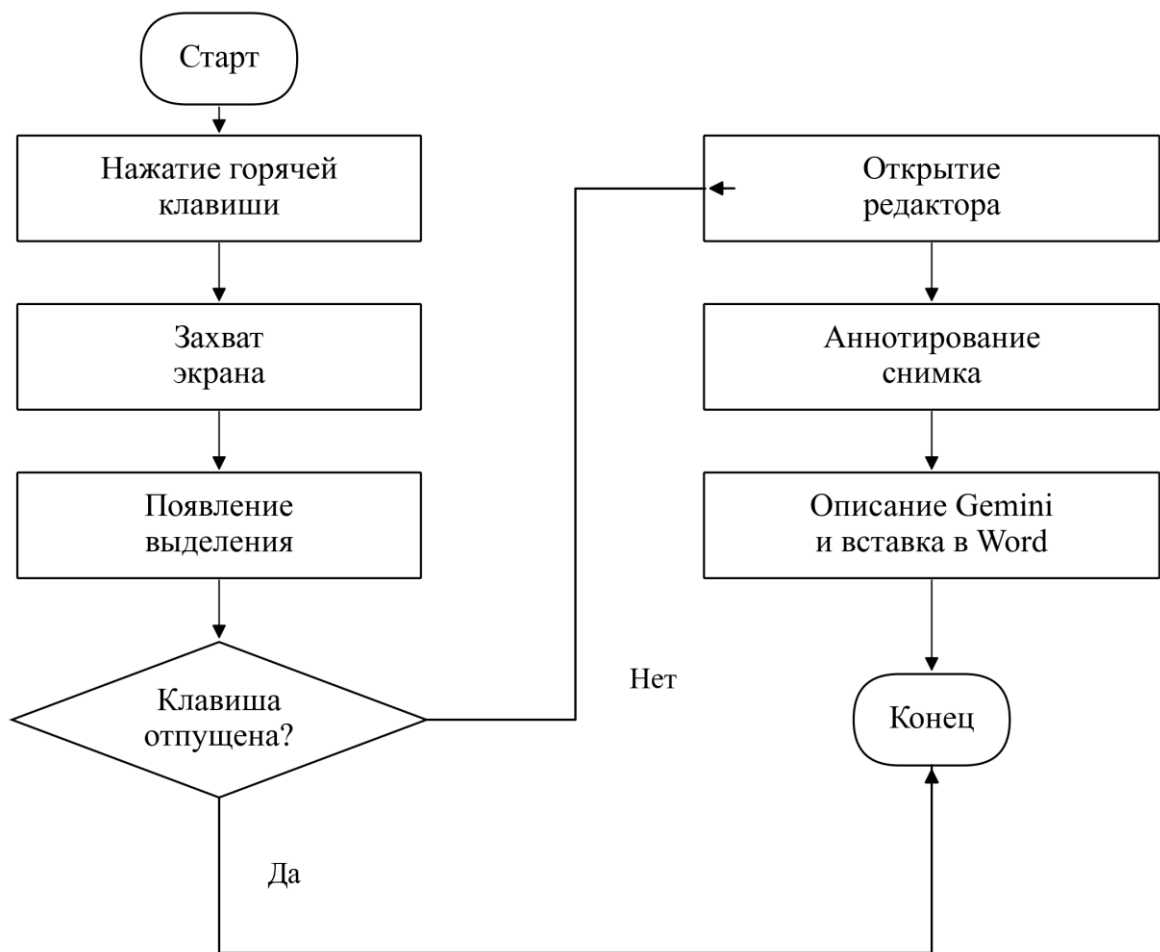 Старт
Нажатие горячей
клавиши
Захват
экрана
Появление
выделения
Клавиша
отпущена?
Да
Нет
Открытие
редактора
Аннотирование
снимка
Описание Gemini
и вставка в Word
Конец